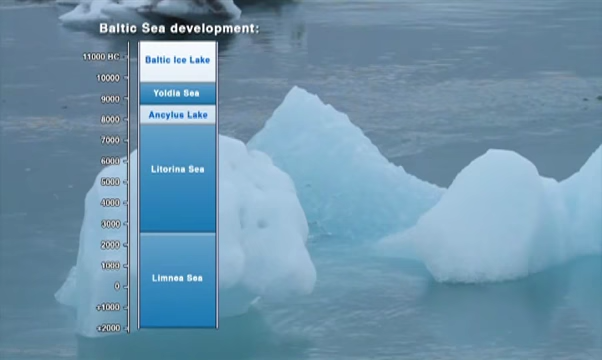 Baltic Sea development:
11000 BC
Baltic Ice Lake
10000
9000
Yoldia Sea
8000
Ancylus Lake
7000
6000
5000
Litorina Sea
4000
3000
2000
1000
Limnea Sea
0
+1000
+2000